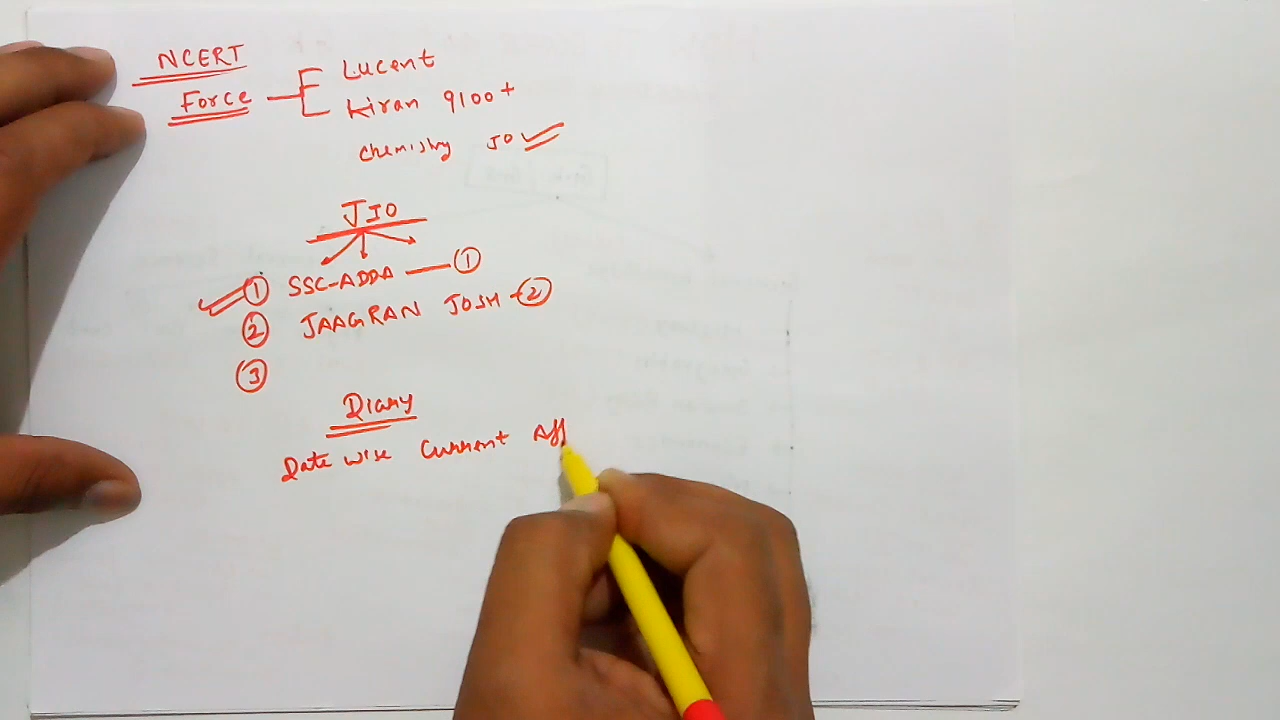 NCERT
Force
Lucent
Kiran 9100+
chemistry 50
JIO
1 SSC-ADDA — 1
2 JAAGRAN JOSH - 2
3
Diary
Date wise Current Aff